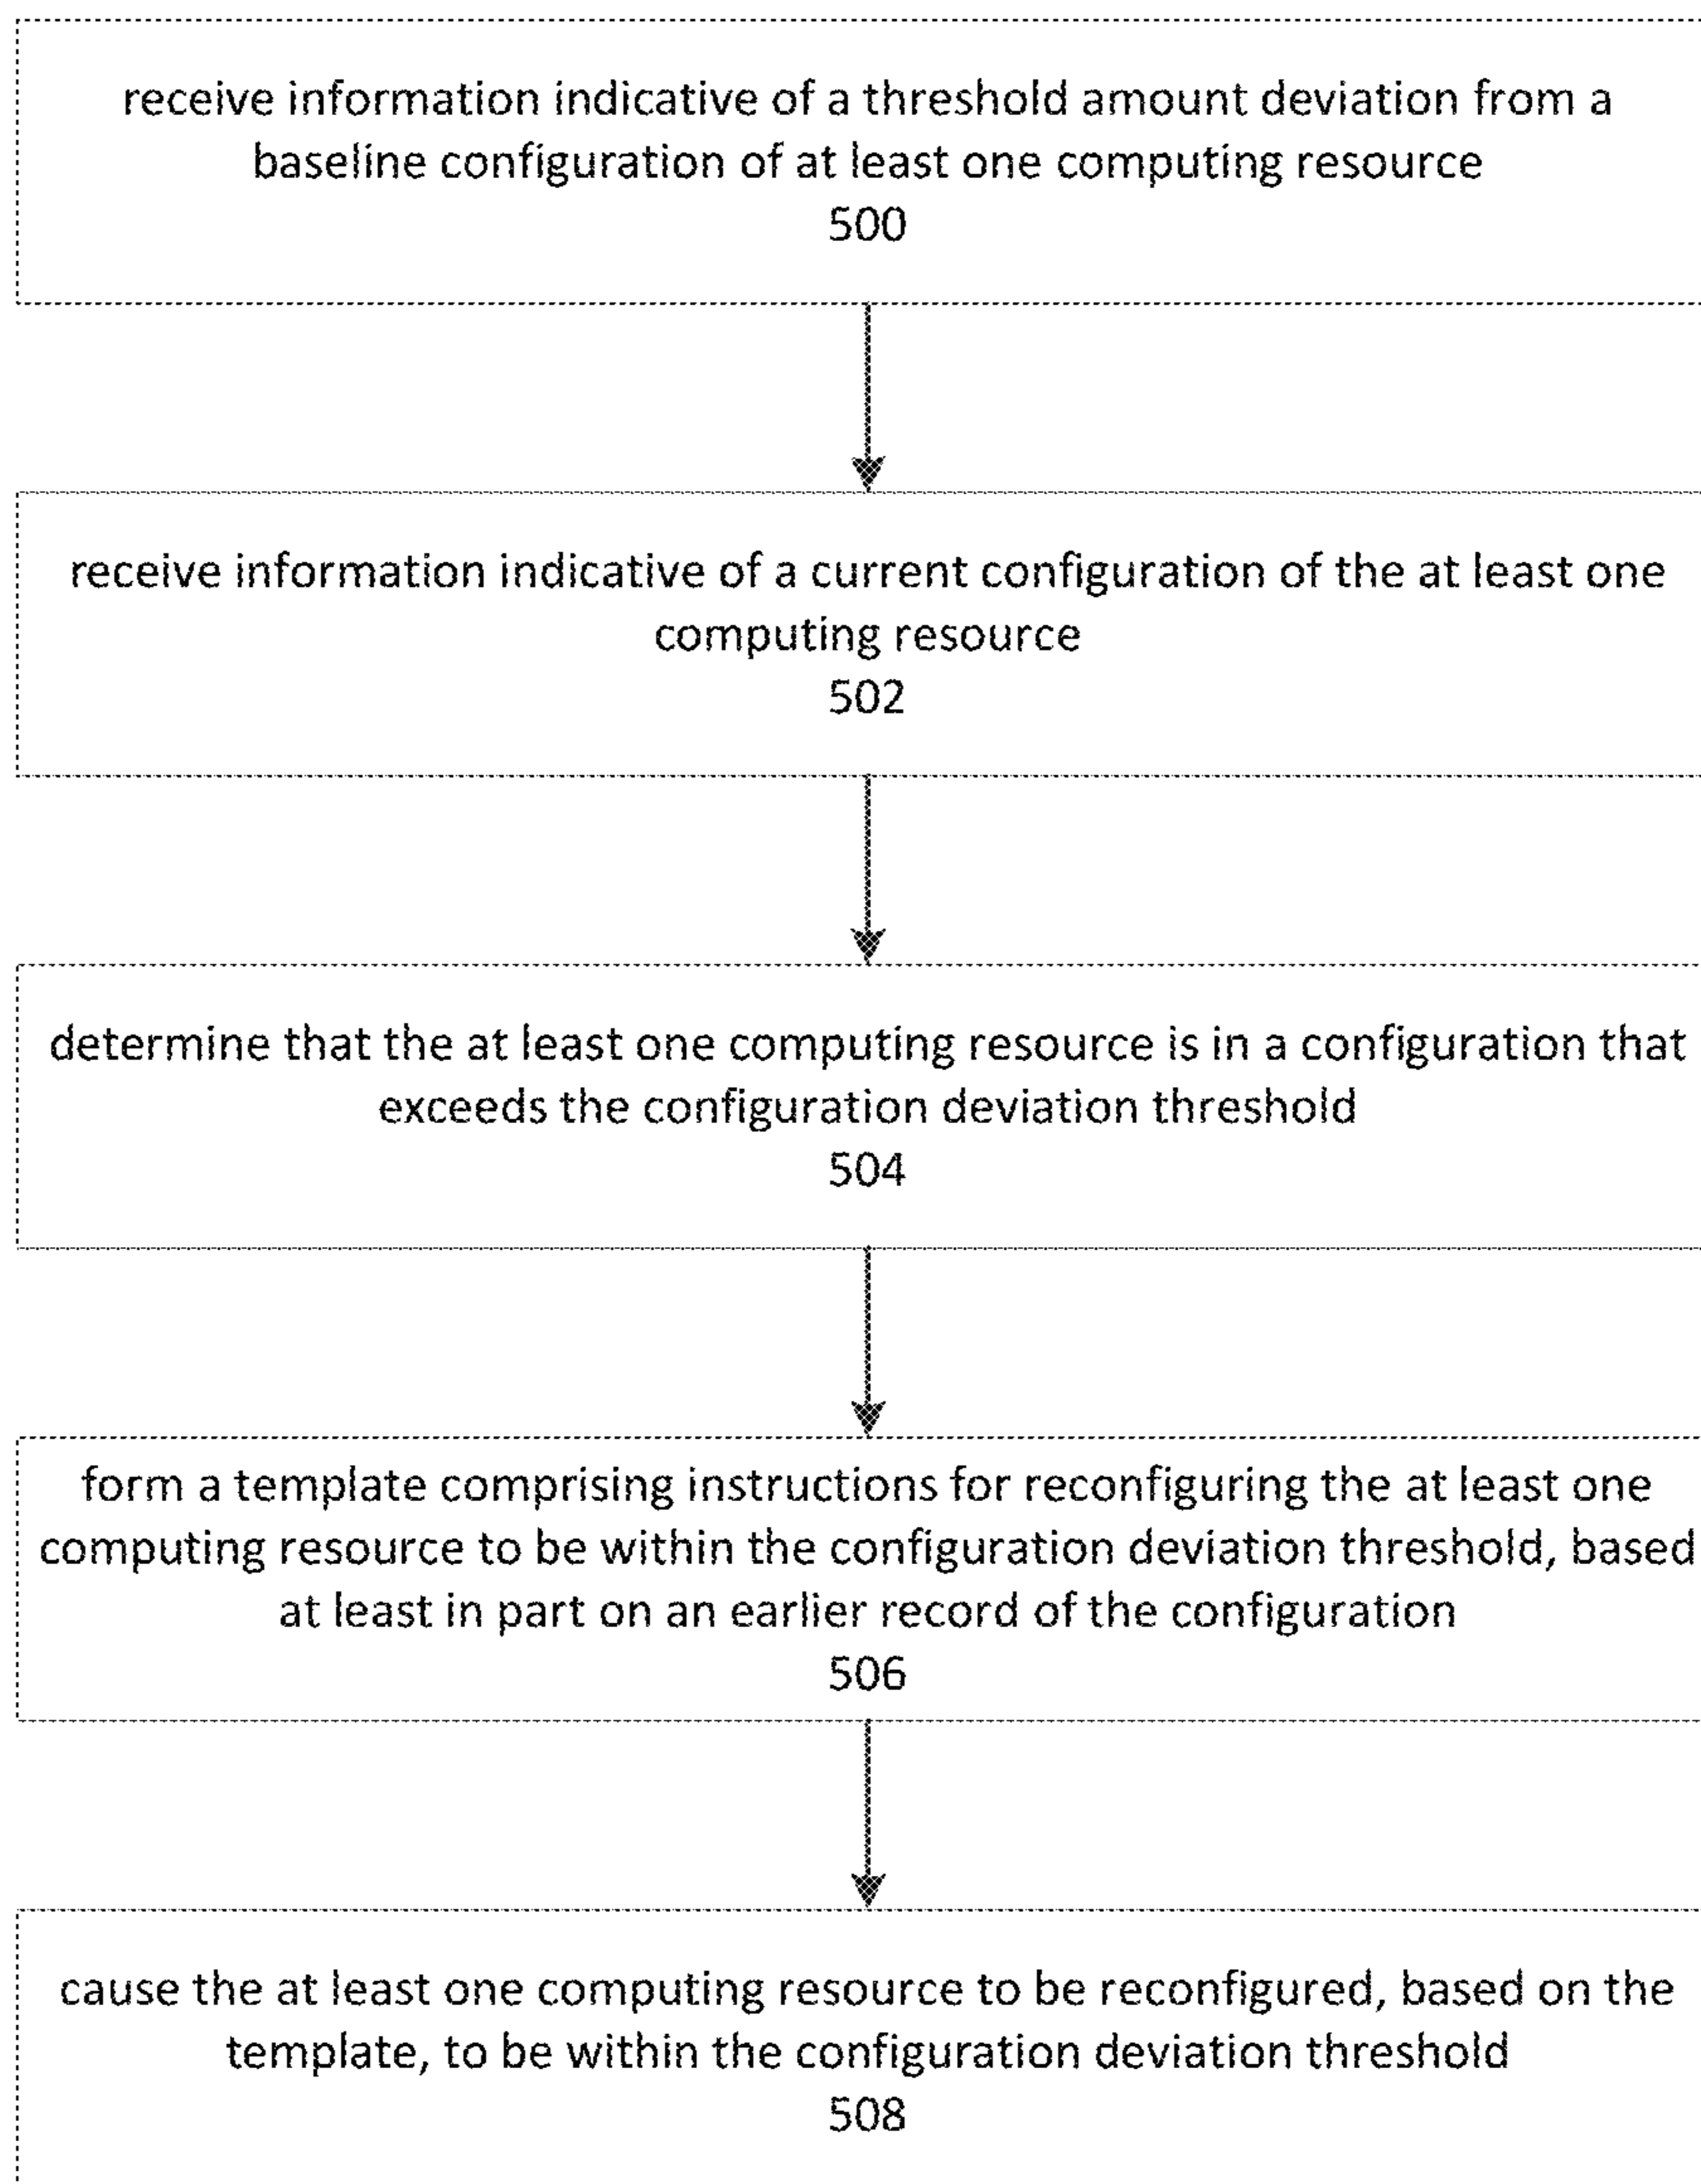 receive information indicative of a threshold amount deviation from a
baseline configuration of at least one computing resource
500
receive information indicative of a current configuration of the at least one
computing resource
502
determine that the at least one computing resource is in a configuration that
exceeds the configuration deviation threshold
504
form a template comprising instructions for reconfiguring the at least one
computing resource to be within the configuration deviation threshold, based
at least in part on an earlier record of the configuration
506
cause the at least one computing resource to be reconfigured, based on the
template, to be within the configuration deviation threshold
508